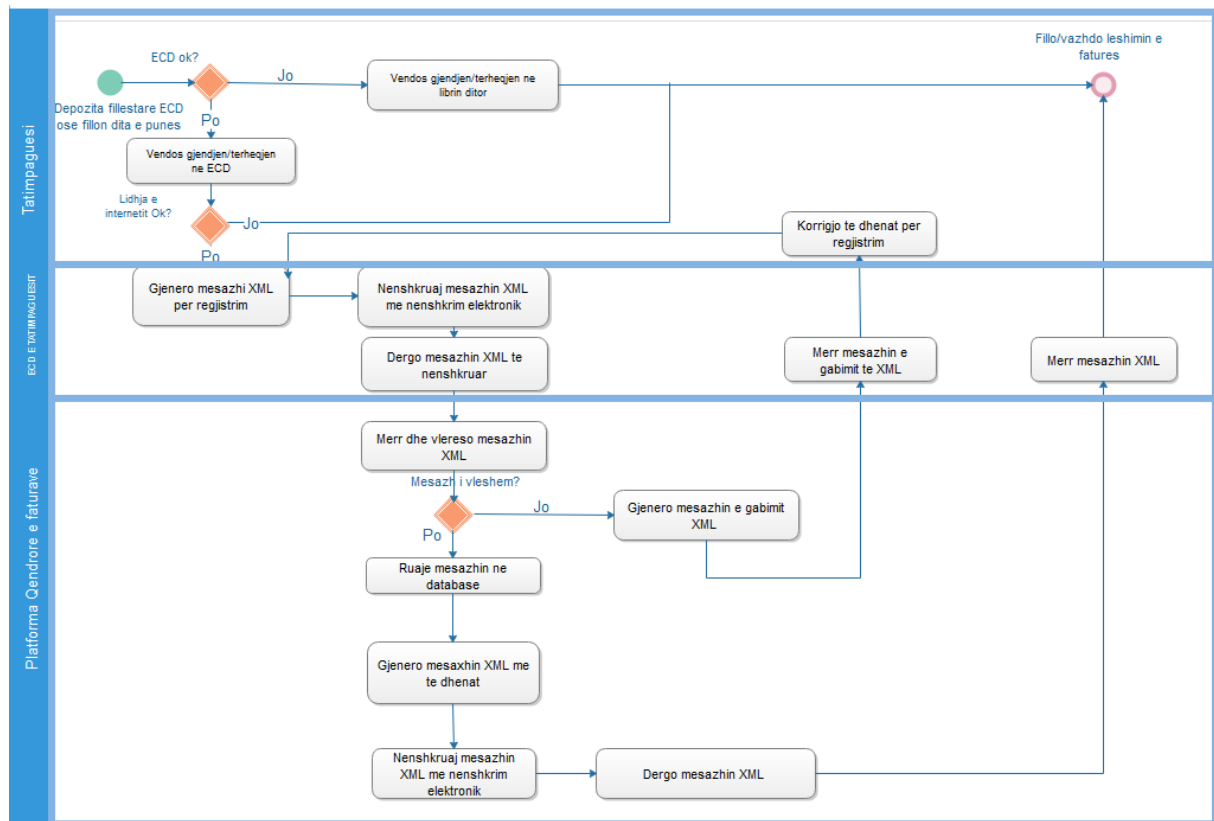 Tatimpaguesi
Fillo/vazhdo leshimin e
fatures
ECD ok?
Jo
Vendos gjendjen/terheqjen ne
librin ditor
Depozita fillestare ECD
ose fillon dita e punes
Po
Vendos gjendjen/terheqjen
ne ECD
Lidhja e
internetit Ok?
Jo
Po
Korrigjo te dhenat per
regjistrim
ECD E TATIMPAGUESIT
Gjenero mesazhi XML
per regjistrim
Nenshkruaj mesazhin XML
me nenshkrim elektronik
Dergo mesazhin XML te
nenshkruar
Merr mesazhin e
gabimit te XML
Merr mesazhin XML
Platforma Qendrore e faturave
Merr dhe vlereso mesazhin
XML
Mesazh i vleshem?
Jo
Po
Gjenero mesazhin e gabimit
XML
Ruaje mesazhin ne
database
Gjenero mesaxhin XML me
te dhenat
Nenshkruaj mesazhin
XML me nenshkrim
elektronik
Dergo mesazhin XML